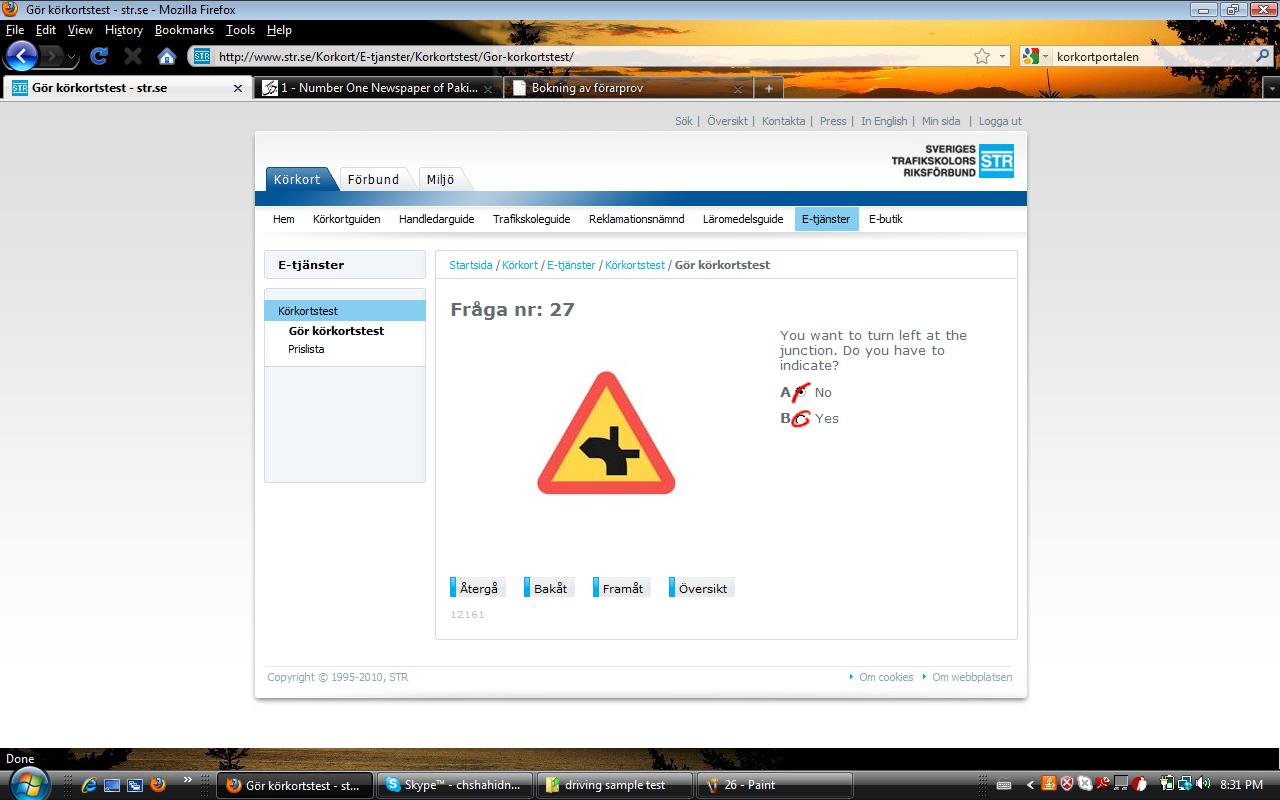 Gör körkortstest - str.se - Mozilla Firefox
File Edit View History Bookmarks Tools Help
STR http://www.str.se/Korkort/E-tjanster/Korkortstest/Gor-korkortstest/ korkortportalen
STR Gör körkortstest - str.se 1 - Number One Newspaper of Paki... Bokning av förarprov
Sök | Översikt | Kontakta | Press | In English | Min sida | Logga ut
SVERIGES
TRAFIKSKOLORS
RIKSFÖRBUND
STR
Körkort Förbund Miljö
Hem Körkortguiden Handledarguide Trafikskoleguide Reklamationsnämnd Läromedelsguide E-tjänster E-butik
E-tjänster
Körkortstest
Gör körkortstest
Prislista
Startsida / Körkort / E-tjänster / Körkortstest / Gör körkortstest
Fråga nr: 27
You want to turn left at the
junction. Do you have to
indicate?
A No
B Yes
Återgå Bakåt Framåt Översikt
12161
Copyright © 1995-2010, STR Om cookies Om webbplatsen
Done
Gör körkortstest - st... Skype™ - chshahidn... driving sample test 26 - Paint 8:31 PM